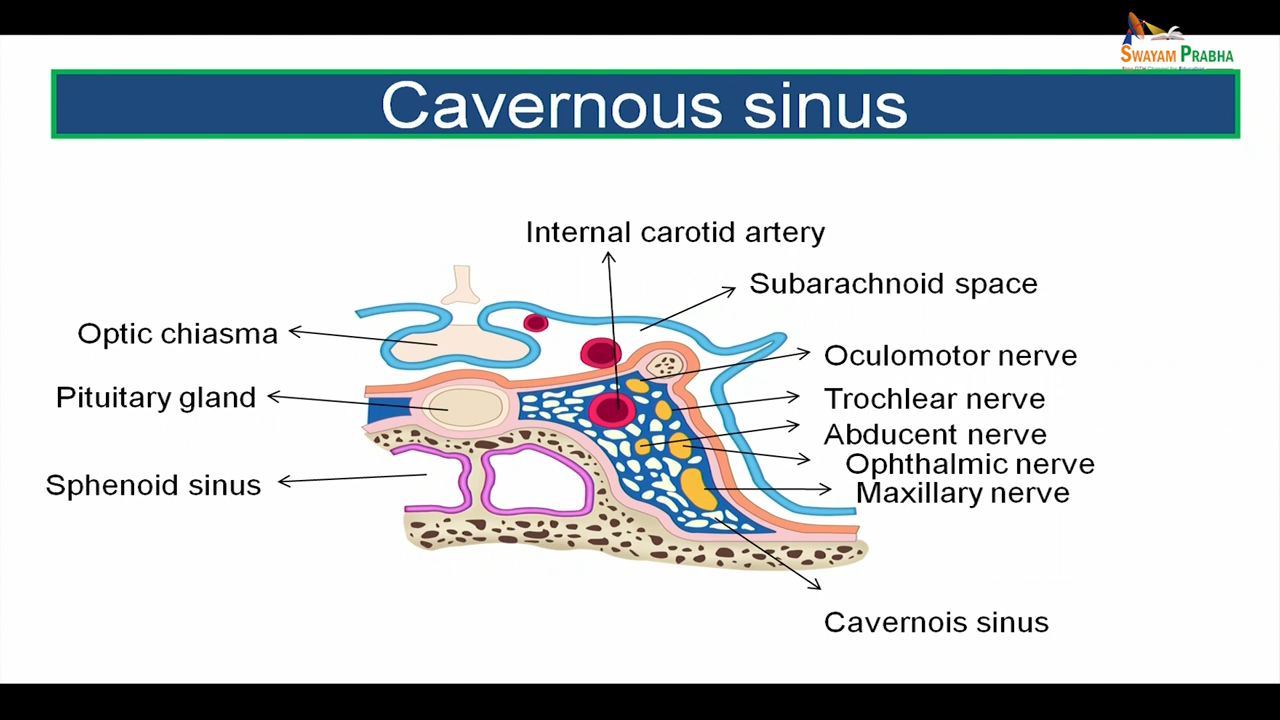 SWAYAM PRABHA
Cavernous sinus
Internal carotid artery
Subarachnoid space
Optic chiasma
Oculomotor nerve
Pituitary gland
Trochlear nerve
Abducent nerve
Ophthalmic nerve
Sphenoid sinus
Maxillary nerve
Cavernois sinus